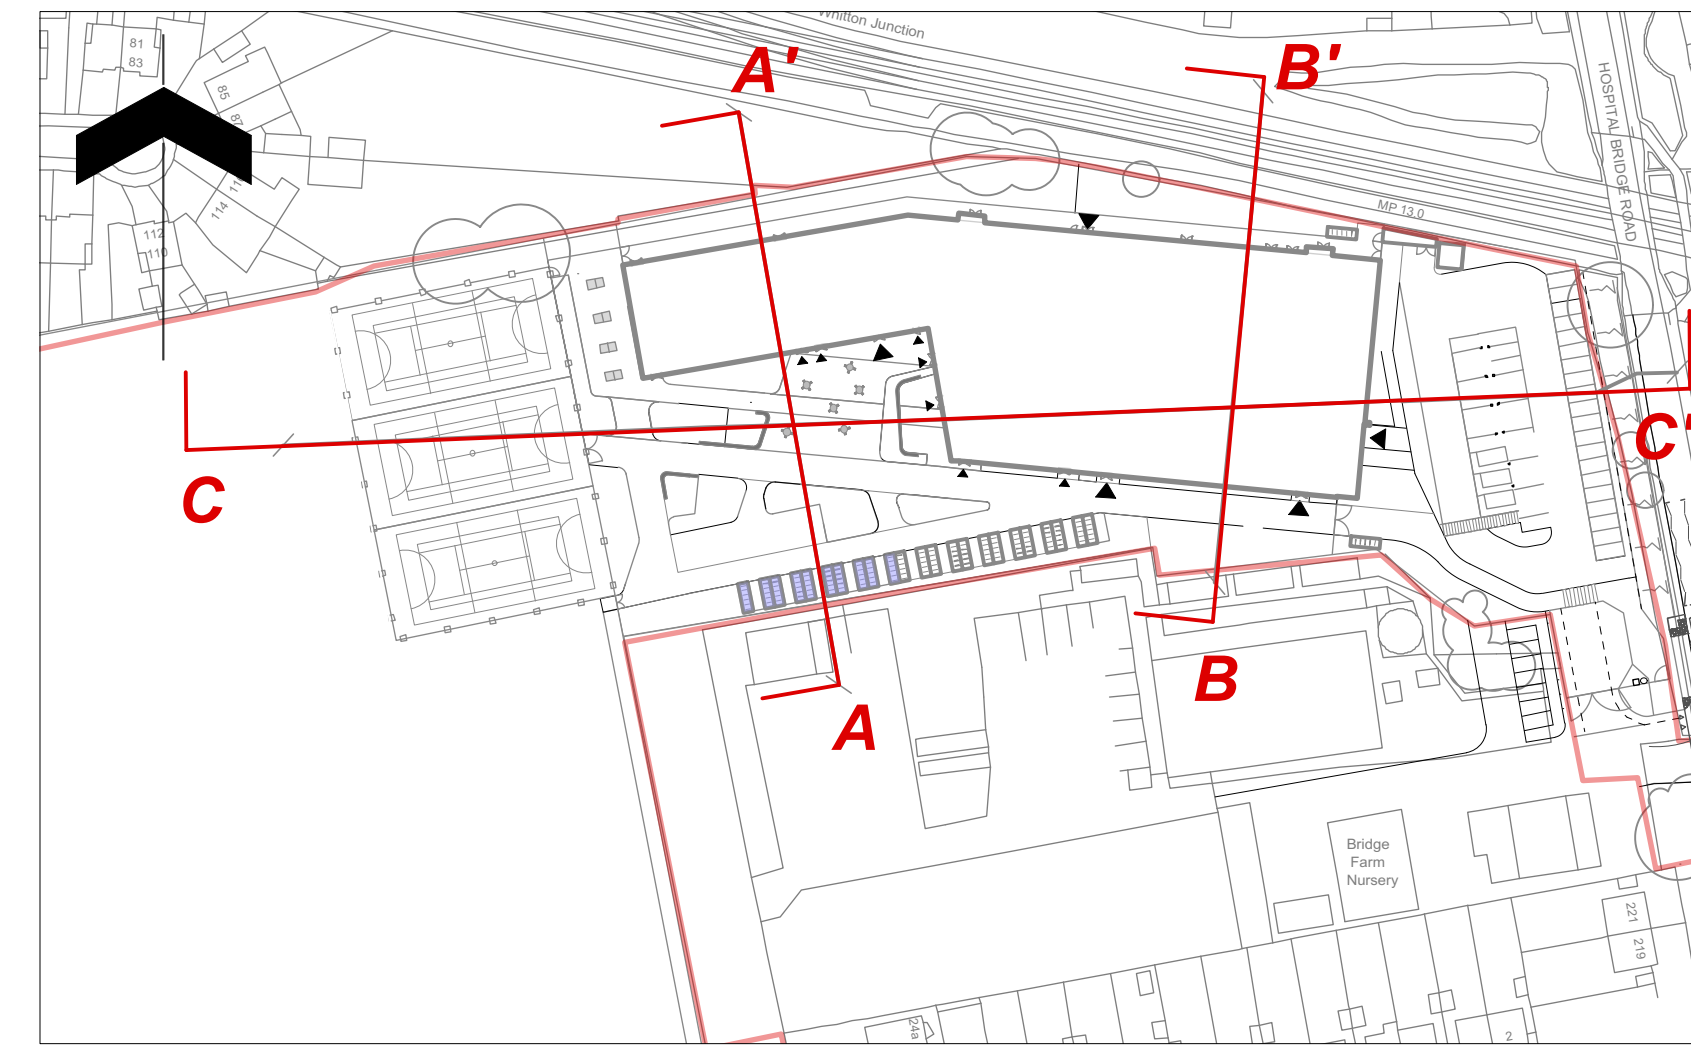 Whitton Junction
81
83
85
87
114
112
110
A'
B'
HOSPITAL BRIDGE ROAD
MP 13.0
C
C'
A
B
Bridge
Farm
Nursery
221
219
24a
2